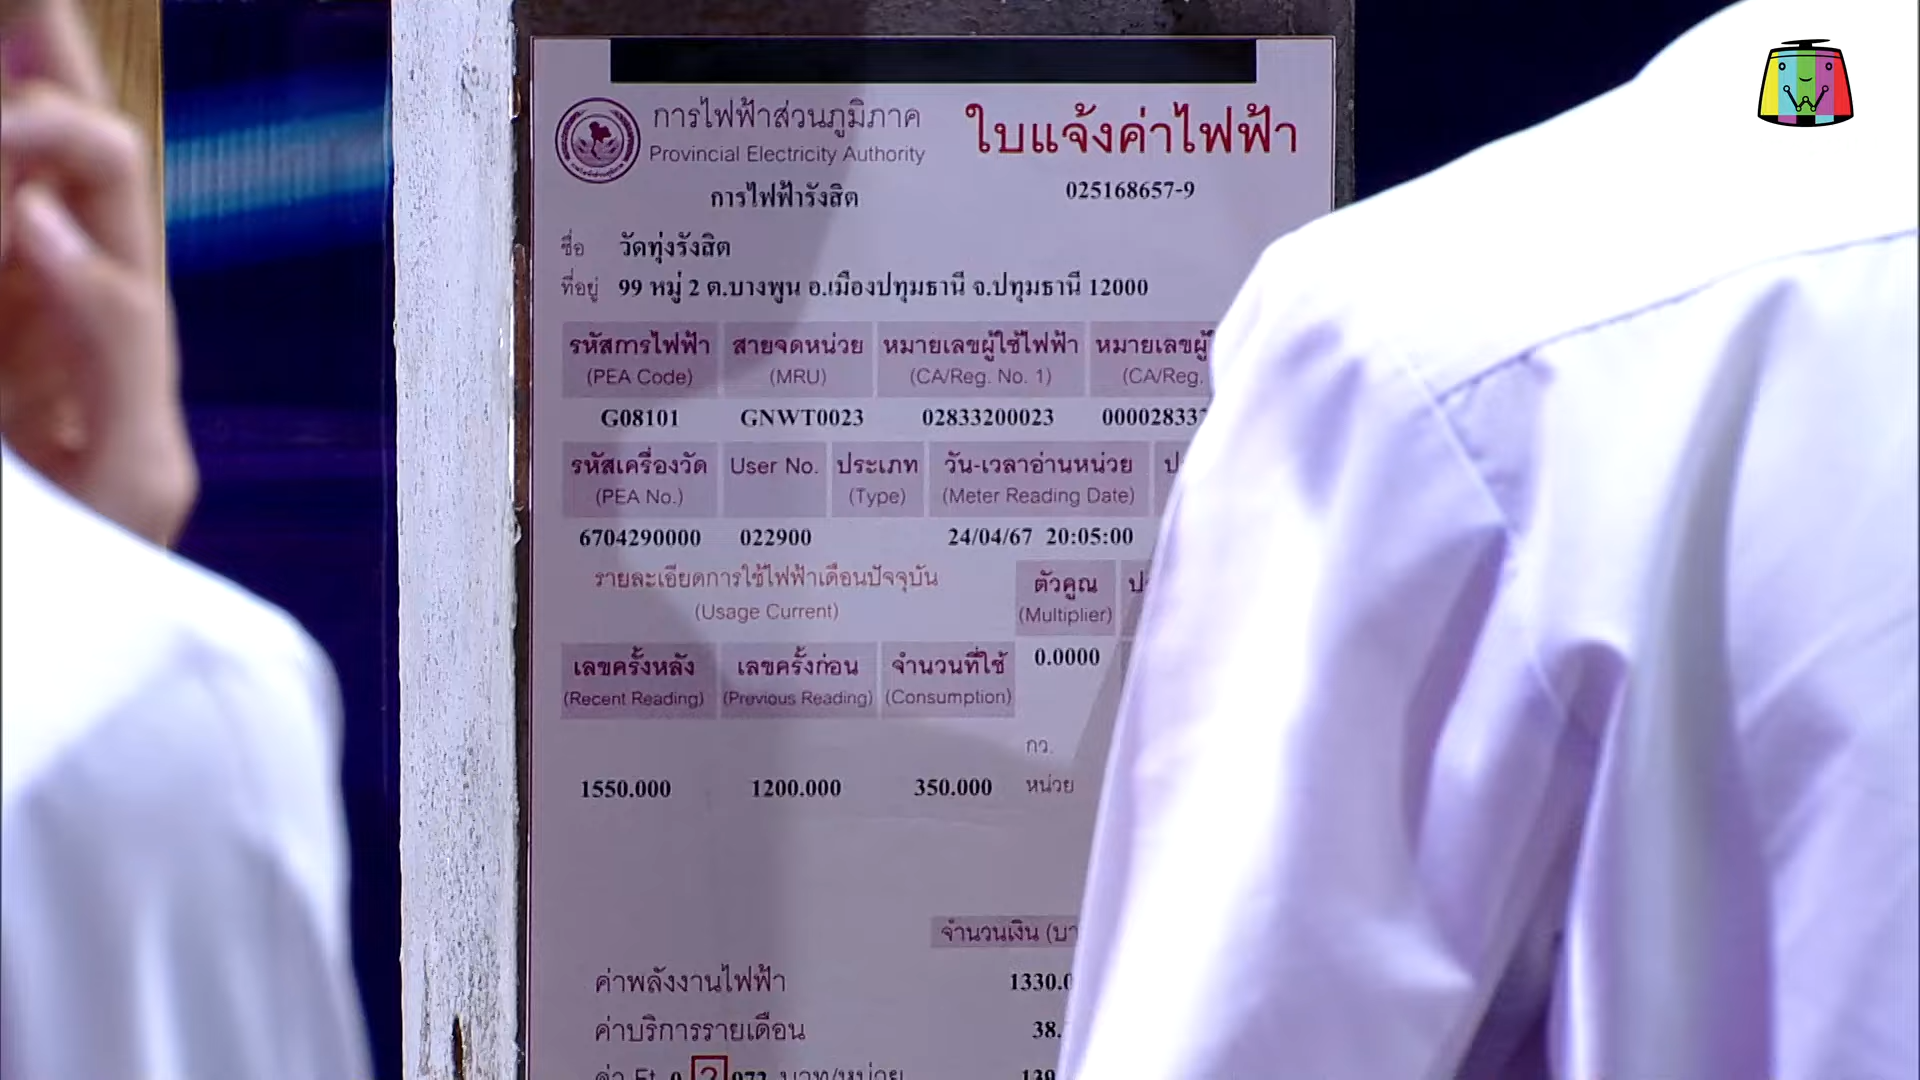 การไฟฟ้าส่วนภูมิภาค
Provincial Electricity Authority
ใบแจ้งค่าไฟฟ้า
การไฟฟ้ารังสิต
025168657-9
ชื่อ วัดทุ่งรังสิต
ที่อยู่ 99 หมู่ 2 ต.บางพูน อ.เมืองปทุมธานี จ.ปทุมธานี 12000
รหัสการไฟฟ้า สายจดหน่วย หมายเลขผู้ใช้ไฟฟ้า
(PEA Code) (MRU) (CA/Reg. No. 1) (CA/Reg.
G08101 GNWT0023 02833200023
รหัสเครื่องวัด User No. ประเภท วัน-เวลาอ่านหน่วย
(PEA No.) (Type) (Meter Reading Date)
6704290000 022900 24/04/67 20:05:00
รายละเอียดการใช้ไฟฟ้าเดือนปัจจุบัน ตัวคูณ
(Usage Current) (Multiplier)
เลขครั้งหลัง เลขครั้งก่อน จำนวนที่ใช้ 0.0000
(Recent Reading) (Previous Reading) (Consumption)
กว.
1550.000 1200.000 350.000 หน่วย
จำนวนเงิน
ค่าพลังงานไฟฟ้า 1330.0
ค่าบริการรายเดือน 38.